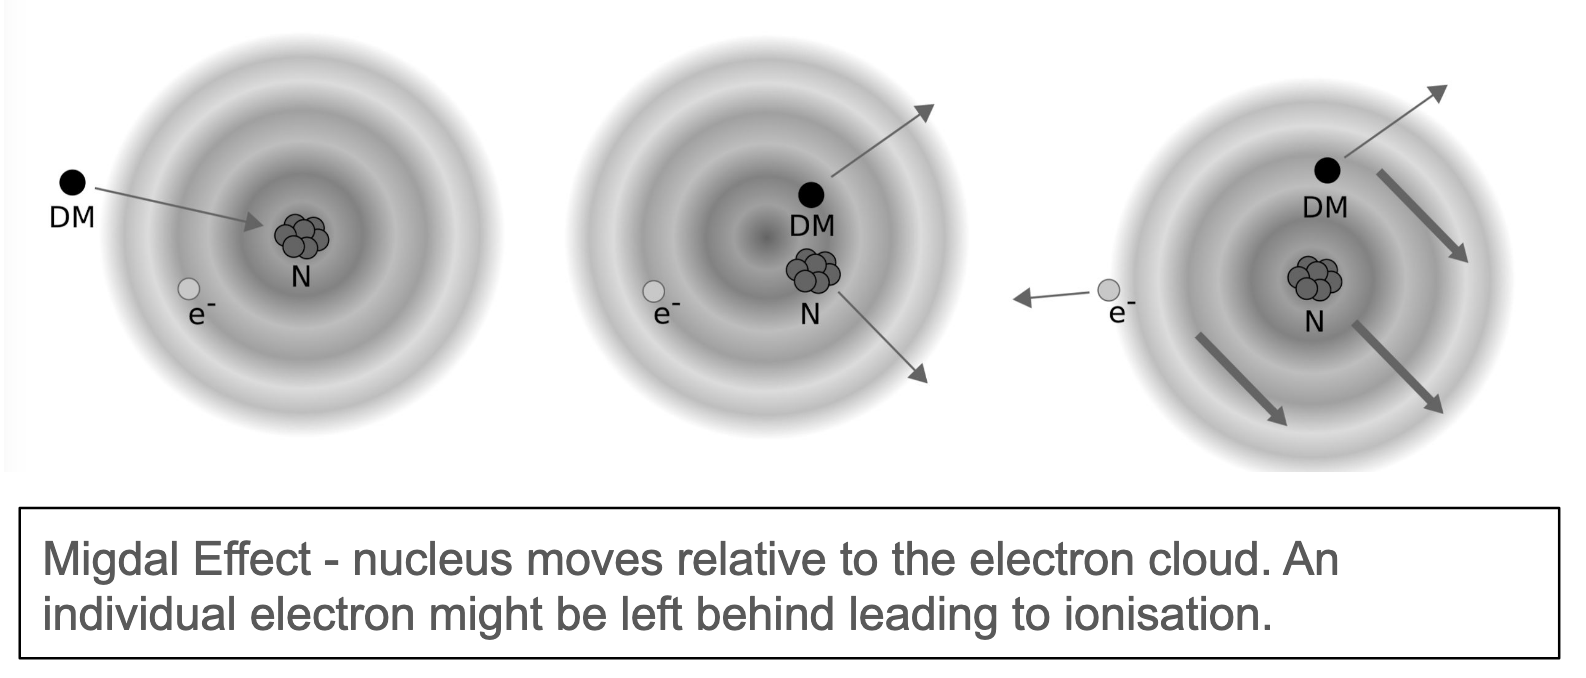 DM
N
e-
DM
N
e-
DM
N
e-
Migdal Effect - nucleus moves relative to the electron cloud. An
individual electron might be left behind leading to ionisation.